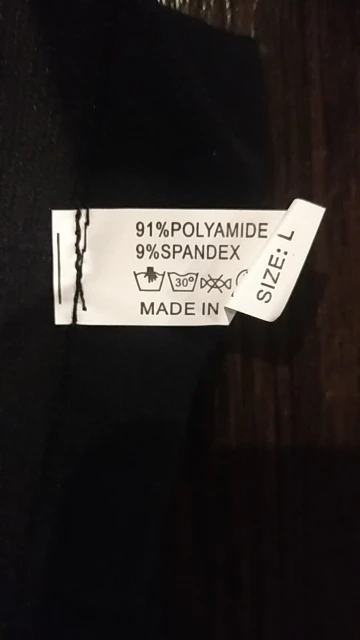 91%POLYAMIDE
9%SPANDEX
30°
MADE IN
SIZE: L